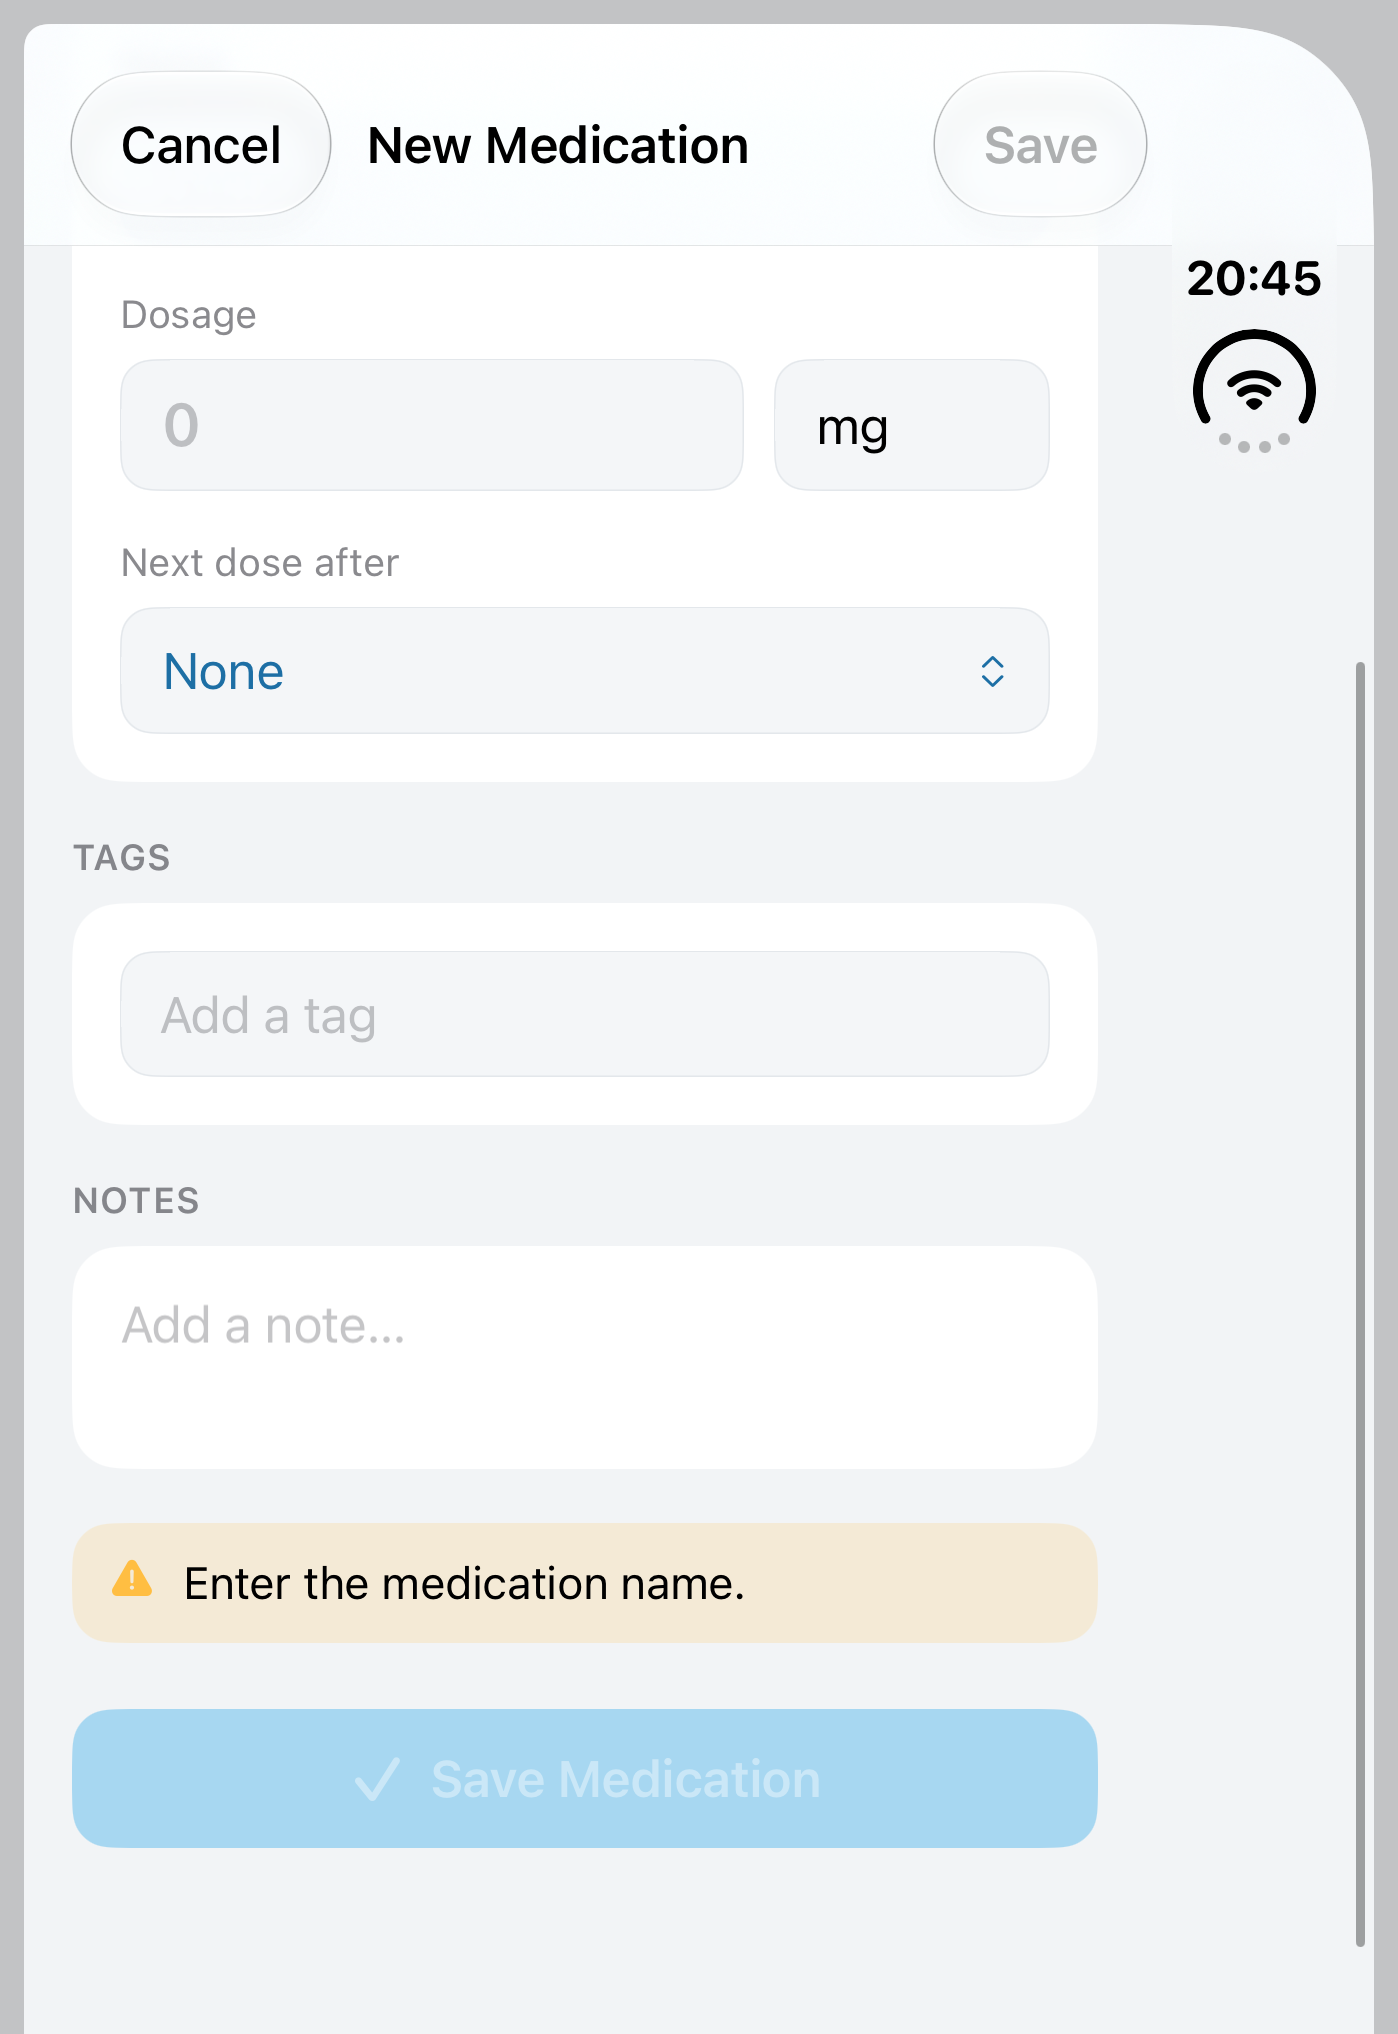 Cancel
New Medication
Save
20:45
Dosage
0
mg
Next dose after
None
TAGS
Add a tag
NOTES
Add a note...
Enter the medication name.
Save Medication